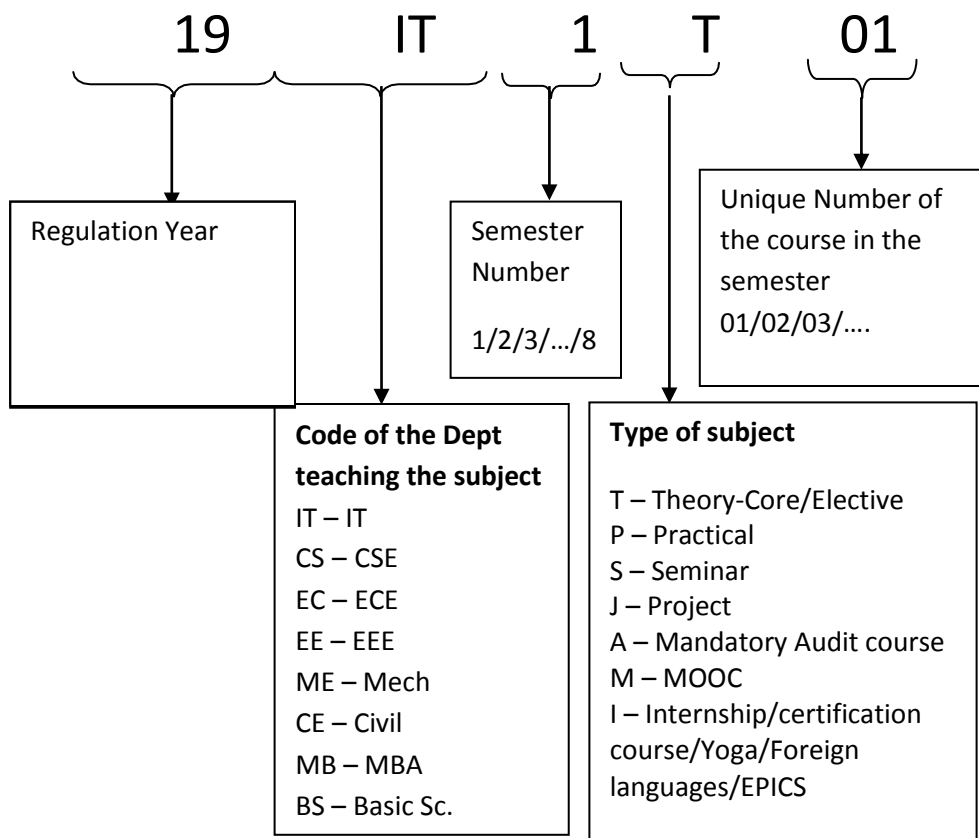 19 IT 1 T 01
Regulation Year
Semester
Number
1/2/3/…/8
Unique Number of
the course in the
semester
01/02/03/….
Code of the Dept
teaching the subject
IT – IT
CS – CSE
EC – ECE
EE – EEE
ME – Mech
CE – Civil
MB – MBA
BS – Basic Sc.
Type of subject
T – Theory-Core/Elective
P – Practical
S – Seminar
J – Project
A – Mandatory Audit course
M – MOOC
I – Internship/certification
course/Yoga/Foreign
languages/EPICS